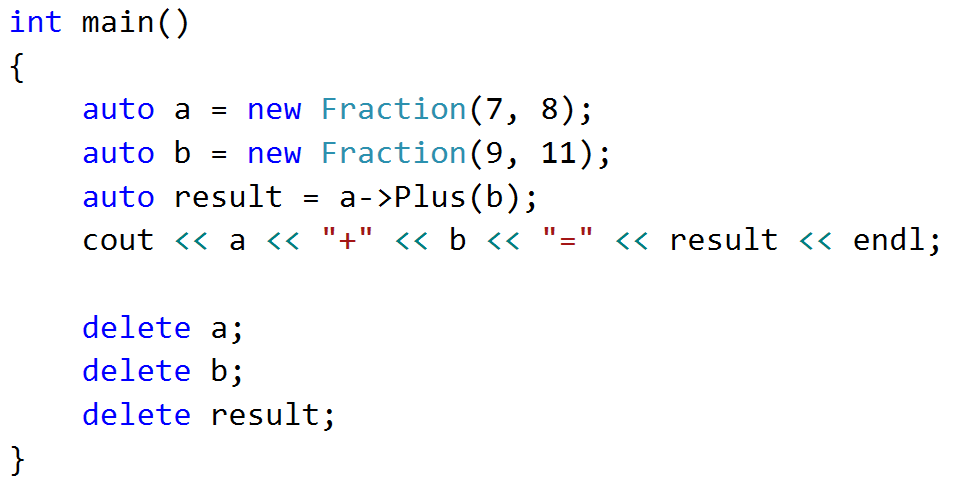 int main()
{
    auto a = new Fraction(7, 8);
    auto b = new Fraction(9, 11);
    auto result = a->Plus(b);
    cout << a << "+" << b << "=" << result << endl;

    delete a;
    delete b;
    delete result;
}